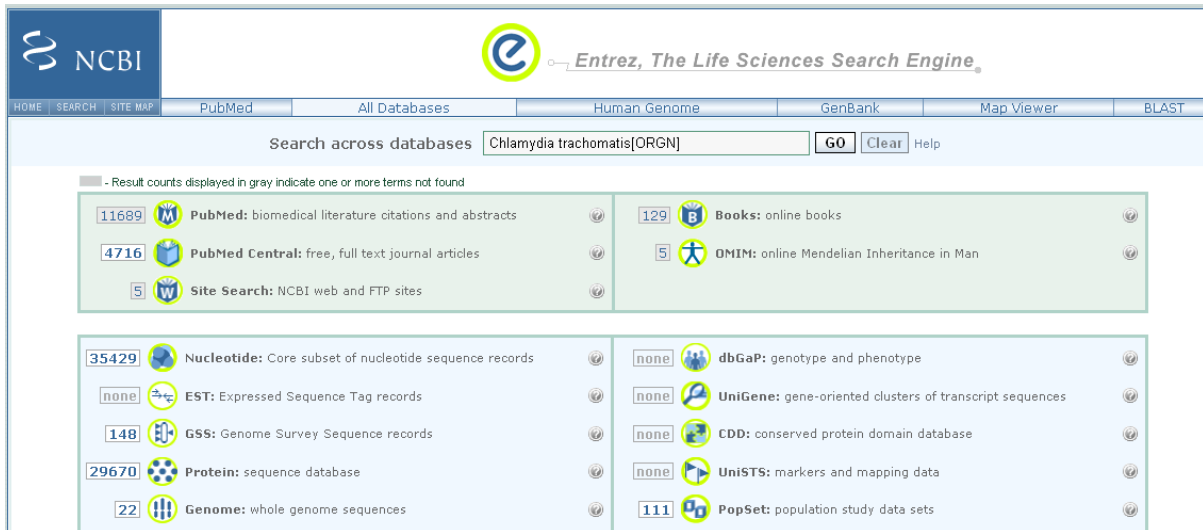 NCBI
e Entrez, The Life Sciences Search Engine
HOME SEARCH SITE MAP PubMed All Databases Human Genome GenBank Map Viewer BLAST
Search across databases Chlamydia trachomatis[ORGN] GO Clear Help
- Result counts displayed in gray indicate one or more terms not found
11689 M PubMed: biomedical literature citations and abstracts ?
129 B Books: online books ?
4716 PubMed Central: free, full text journal articles ?
5 OMIM: online Mendelian Inheritance in Man ?
5 W Site Search: NCBI web and FTP sites ?
35429 Nucleotide: Core subset of nucleotide sequence records ?
none dbGaP: genotype and phenotype ?
none EST: Expressed Sequence Tag records ?
none UniGene: gene-oriented clusters of transcript sequences ?
148 GSS: Genome Survey Sequence records ?
none CDD: conserved protein domain database ?
29670 Protein: sequence database ?
none UniSTS: markers and mapping data ?
22 Genome: whole genome sequences ?
111 PopSet: population study data sets ?